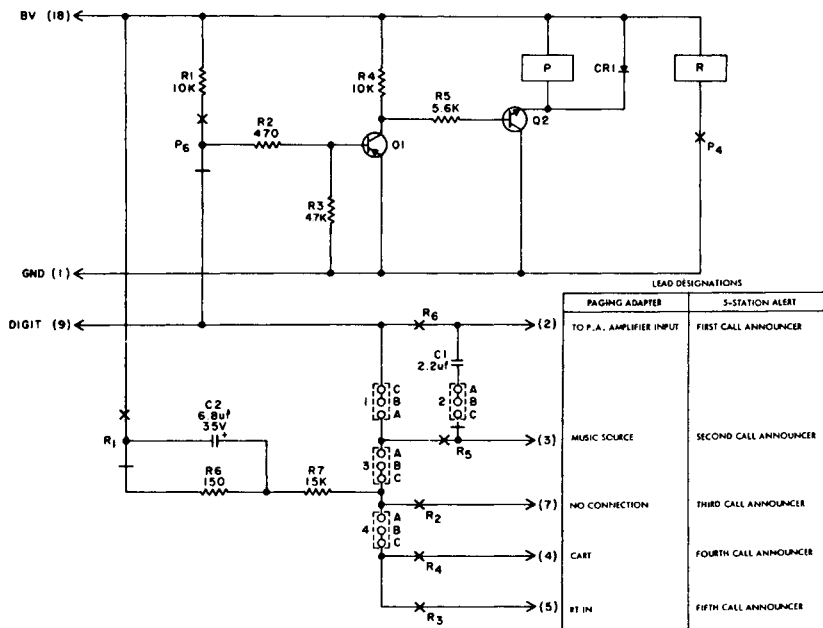 BV (18)
R1
10K
R4
10K
R5
5.6K
P
CR1
R
R2
470
P6
Q1
Q2
P4
R3
47K
GND (1)
LEAD DESIGNATIONS
PAGING ADAPTER
5-STATION ALERT
DIGIT (9)
R6
(2)
TO P.A. AMPLIFIER INPUT
FIRST CALL ANNOUNCER
C1
2.2uf
1
C
B
A
2
A
B
C
C2
6.8uf
35V
+
R1
R5
(3)
MUSIC SOURCE
SECOND CALL ANNOUNCER
3
A
B
C
R6
150
R7
15K
R2
(7)
NO CONNECTION
THIRD CALL ANNOUNCER
4
A
B
C
R4
(4)
CART
FOURTH CALL ANNOUNCER
R3
(5)
RT IN
FIFTH CALL ANNOUNCER